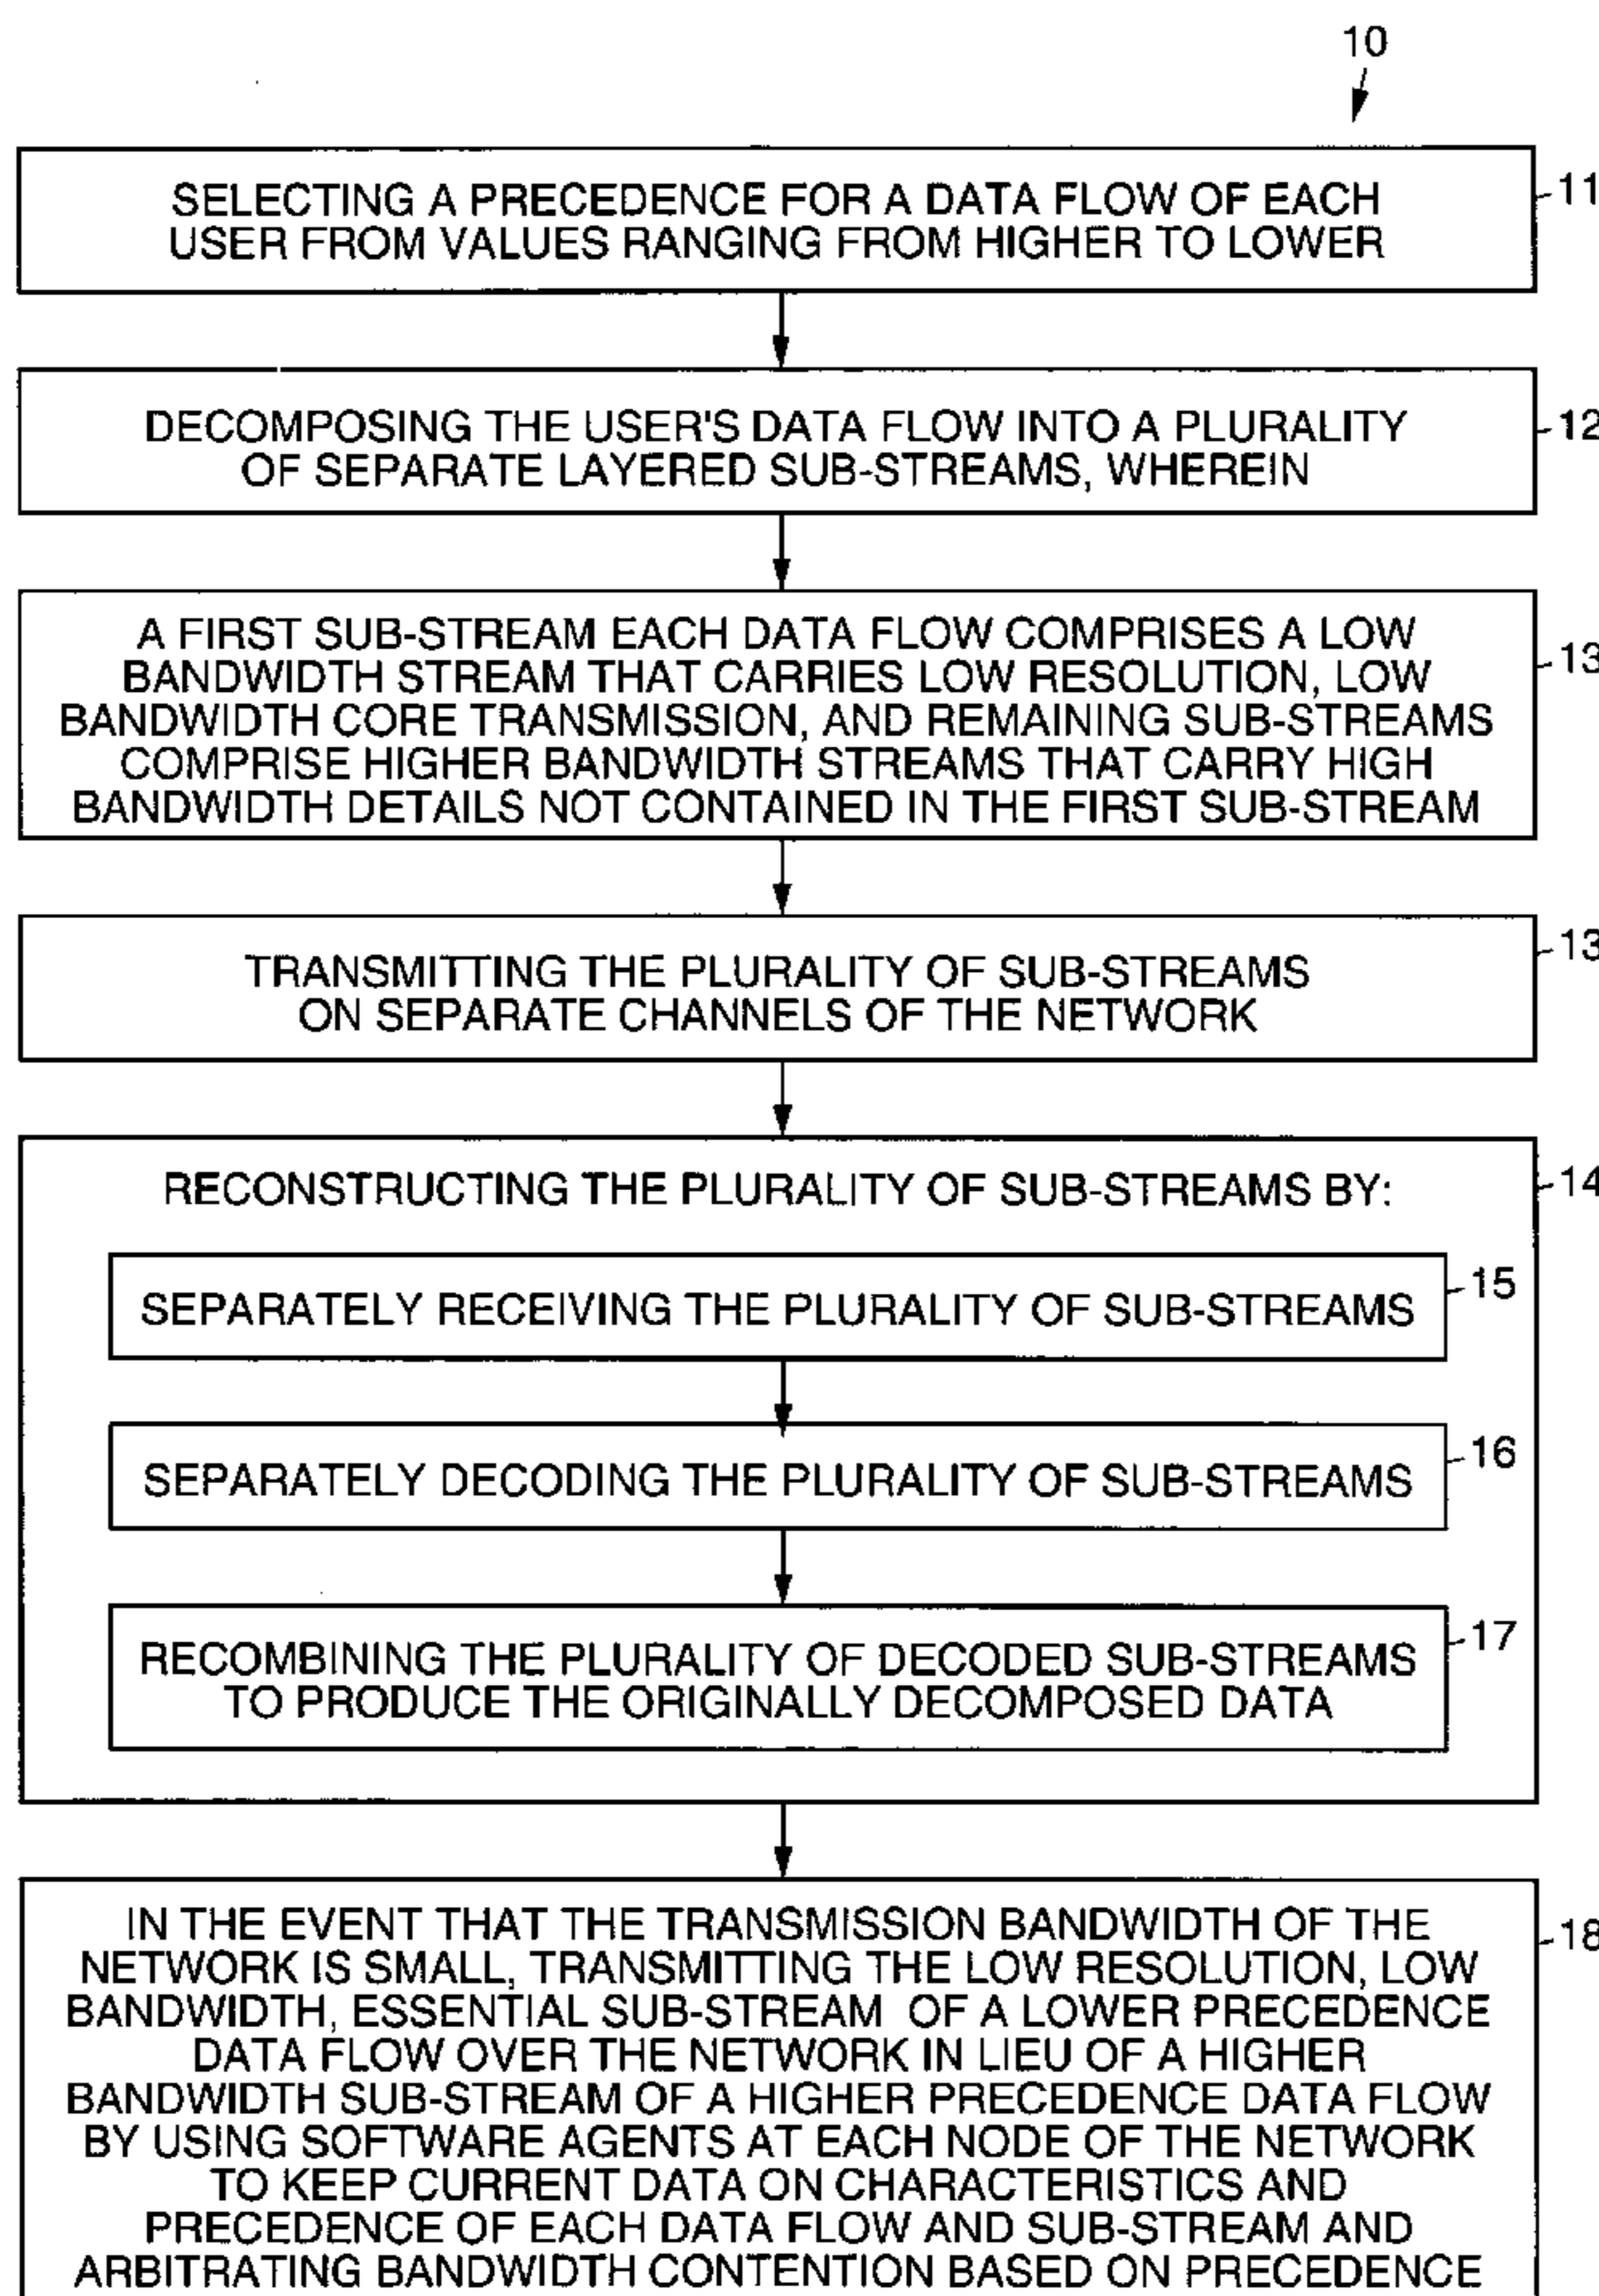 10
SELECTING A PRECEDENCE FOR A DATA FLOW OF EACH
USER FROM VALUES RANGING FROM HIGHER TO LOWER
11
DECOMPOSING THE USER'S DATA FLOW INTO A PLURALITY
OF SEPARATE LAYERED SUB-STREAMS, WHEREIN
12
A FIRST SUB-STREAM EACH DATA FLOW COMPRISES A LOW
BANDWIDTH STREAM THAT CARRIES LOW RESOLUTION, LOW
BANDWIDTH CORE TRANSMISSION, AND REMAINING SUB-STREAMS
COMPRISE HIGHER BANDWIDTH STREAMS THAT CARRY HIGH
BANDWIDTH DETAILS NOT CONTAINED IN THE FIRST SUB-STREAM
13
TRANSMITTING THE PLURALITY OF SUB-STREAMS
ON SEPARATE CHANNELS OF THE NETWORK
13
RECONSTRUCTING THE PLURALITY OF SUB-STREAMS BY:
14
SEPARATELY RECEIVING THE PLURALITY OF SUB-STREAMS
15
SEPARATELY DECODING THE PLURALITY OF SUB-STREAMS
16
RECOMBINING THE PLURALITY OF DECODED SUB-STREAMS
TO PRODUCE THE ORIGINALLY DECOMPOSED DATA
17
IN THE EVENT THAT THE TRANSMISSION BANDWIDTH OF THE
NETWORK IS SMALL, TRANSMITTING THE LOW RESOLUTION, LOW
BANDWIDTH, ESSENTIAL SUB-STREAM OF A LOWER PRECEDENCE
DATA FLOW OVER THE NETWORK IN LIEU OF A HIGHER
BANDWIDTH SUB-STREAM OF A HIGHER PRECEDENCE DATA FLOW
BY USING SOFTWARE AGENTS AT EACH NODE OF THE NETWORK
TO KEEP CURRENT DATA ON CHARACTERISTICS AND
PRECEDENCE OF EACH DATA FLOW AND SUB-STREAM AND
ARBITRATING BANDWIDTH CONTENTION BASED ON PRECEDENCE
18